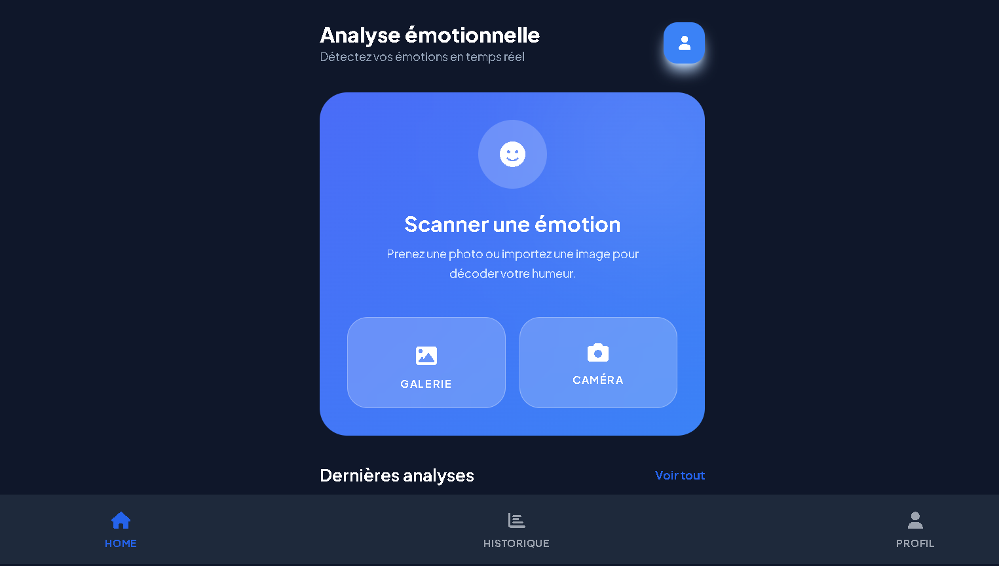 Analyse émotionnelle
Détectez vos émotions en temps réel
Scanner une émotion
Prenez une photo ou importez une image pour
décoder votre humeur.
GALERIE
CAMÉRA
Dernières analyses
Voir tout
HOME
HISTORIQUE
PROFIL